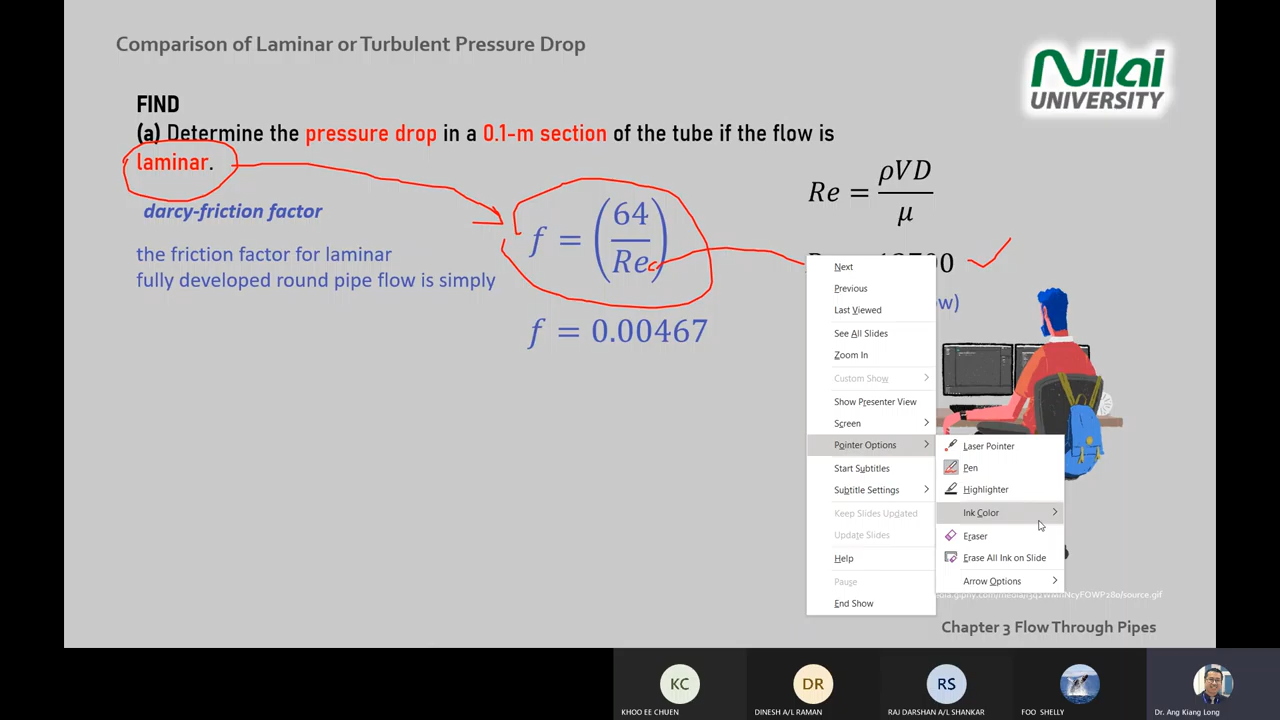 Comparison of Laminar or Turbulent Pressure Drop
Nilai
UNIVERSITY
FIND
(a) Determine the pressure drop in a 0.1-m section of the tube if the flow is
laminar.
Re = ρVD / μ
darcy-friction factor
f = (64 / Re)
the friction factor for laminar
fully developed round pipe flow is simply
f = 0.00467
Next
Previous
Last Viewed
See All Slides
Zoom In
Custom Show
Show Presenter View
Screen
Pointer Options
Start Subtitles
Subtitle Settings
Keep Slides Updated
Update Slides
Help
Pause
End Show
Laser Pointer
Pen
Highlighter
Ink Color
Eraser
Erase All Ink on Slide
Arrow Options
Chapter 3 Flow Through Pipes
KC
DR
RS
KHOO EE CHUEN
DINESH A/L RAMAN
RAJ DARSHAN A/L SHANKAR
FOO SHELLY
Dr. Ang Kiang Long